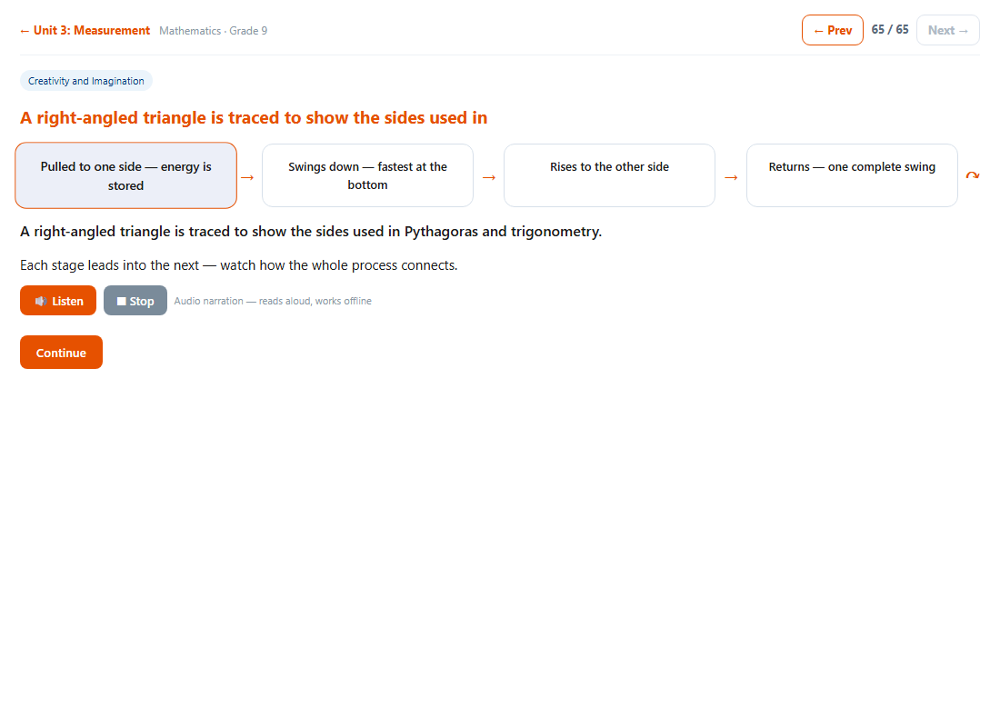 ← Unit 3: Measurement Mathematics · Grade 9
← Prev 65 / 65 Next →
Creativity and Imagination
A right-angled triangle is traced to show the sides used in
Pulled to one side — energy is
stored
→
Swings down — fastest at the
bottom
→
Rises to the other side
→
Returns — one complete swing
↷
A right-angled triangle is traced to show the sides used in Pythagoras and trigonometry.
Each stage leads into the next — watch how the whole process connects.
🔊 Listen ⏹ Stop Audio narration — reads aloud, works offline
Continue